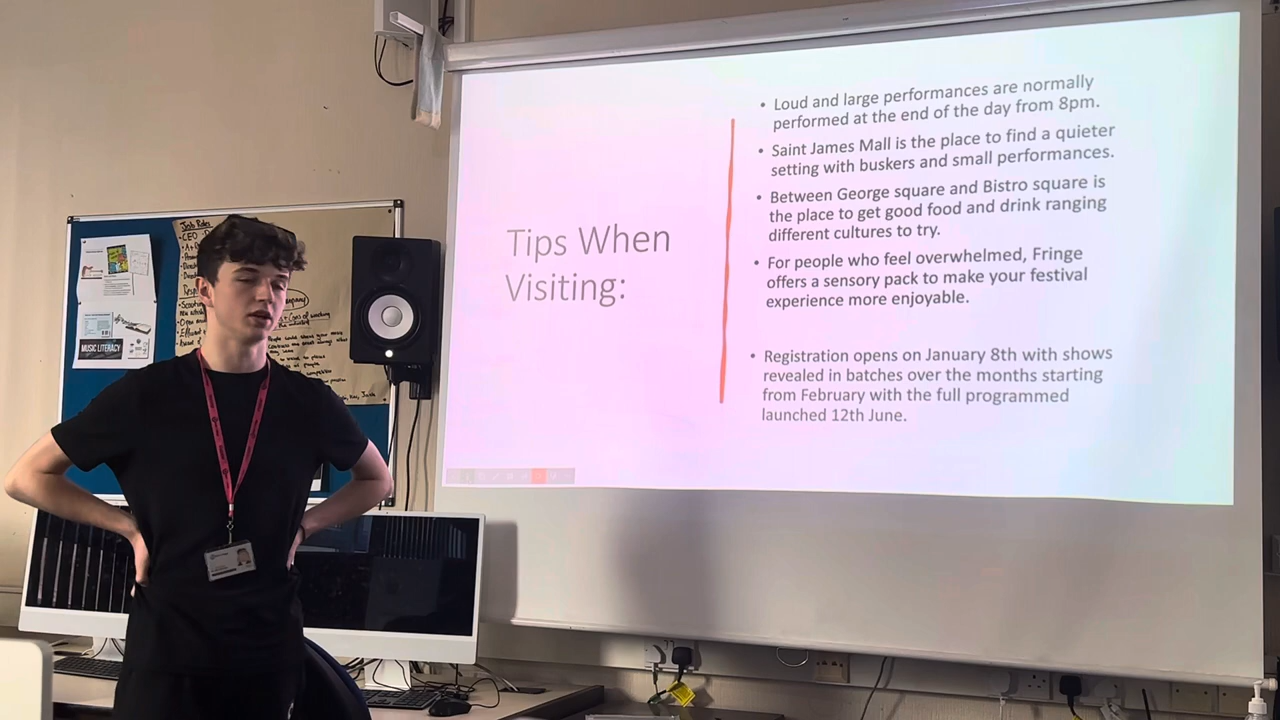 Tips When
Visiting:
• Loud and large performances are normally
performed at the end of the day from 8pm.
• Saint James Mall is the place to find a quieter
setting with buskers and small performances.
• Between George square and Bistro square is
the place to get good food and drink ranging
different cultures to try.
• For people who feel overwhelmed, Fringe
offers a sensory pack to make your festival
experience more enjoyable.
• Registration opens on January 8th with shows
revealed in batches over the months starting
from February with the full programmed
launched 12th June.
Job Roles
CEO
MUSIC LITERACY